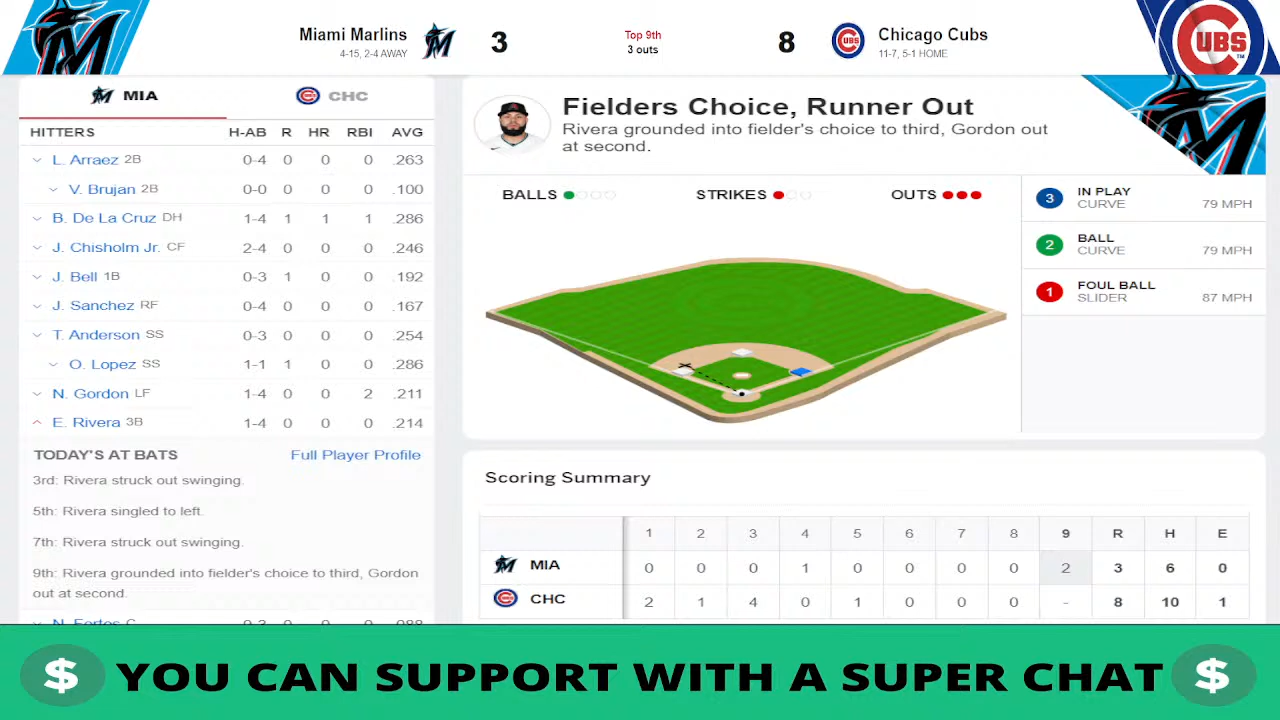 Miami Marlins
4-15, 2-4 AWAY
3
Top 9th
3 outs
8
Chicago Cubs
11-7, 5-1 HOME
CUBS
MIA
CHC
HITTERS H-AB R HR RBI AVG
L. Arraez 2B 0-4 0 0 0 .263
V. Brujan 2B 0-0 0 0 0 .100
B. De La Cruz DH 1-4 1 1 1 .286
J. Chisholm Jr. CF 2-4 0 0 0 .246
J. Bell 1B 0-3 1 0 0 .192
J. Sanchez RF 0-4 0 0 0 .167
T. Anderson SS 0-3 0 0 0 .254
O. Lopez SS 1-1 1 0 0 .286
N. Gordon LF 1-4 0 0 2 .211
E. Rivera 3B 1-4 0 0 0 .214
TODAY'S AT BATS Full Player Profile
3rd: Rivera struck out swinging.
5th: Rivera singled to left.
7th: Rivera struck out swinging.
9th: Rivera grounded into fielder's choice to third, Gordon
out at second.
N. Fortes C 0-3 0 0 0 .088
Fielders Choice, Runner Out
Rivera grounded into fielder's choice to third, Gordon out
at second.
BALLS STRIKES OUTS
3 IN PLAY
CURVE 79 MPH
2 BALL
CURVE 79 MPH
1 FOUL BALL
SLIDER 87 MPH
Scoring Summary
1 2 3 4 5 6 7 8 9 R H E
MIA 0 0 0 1 0 0 0 0 2 3 6 0
CHC 2 1 4 0 1 0 0 0 - 8 10 1
$ YOU CAN SUPPORT WITH A SUPER CHAT $